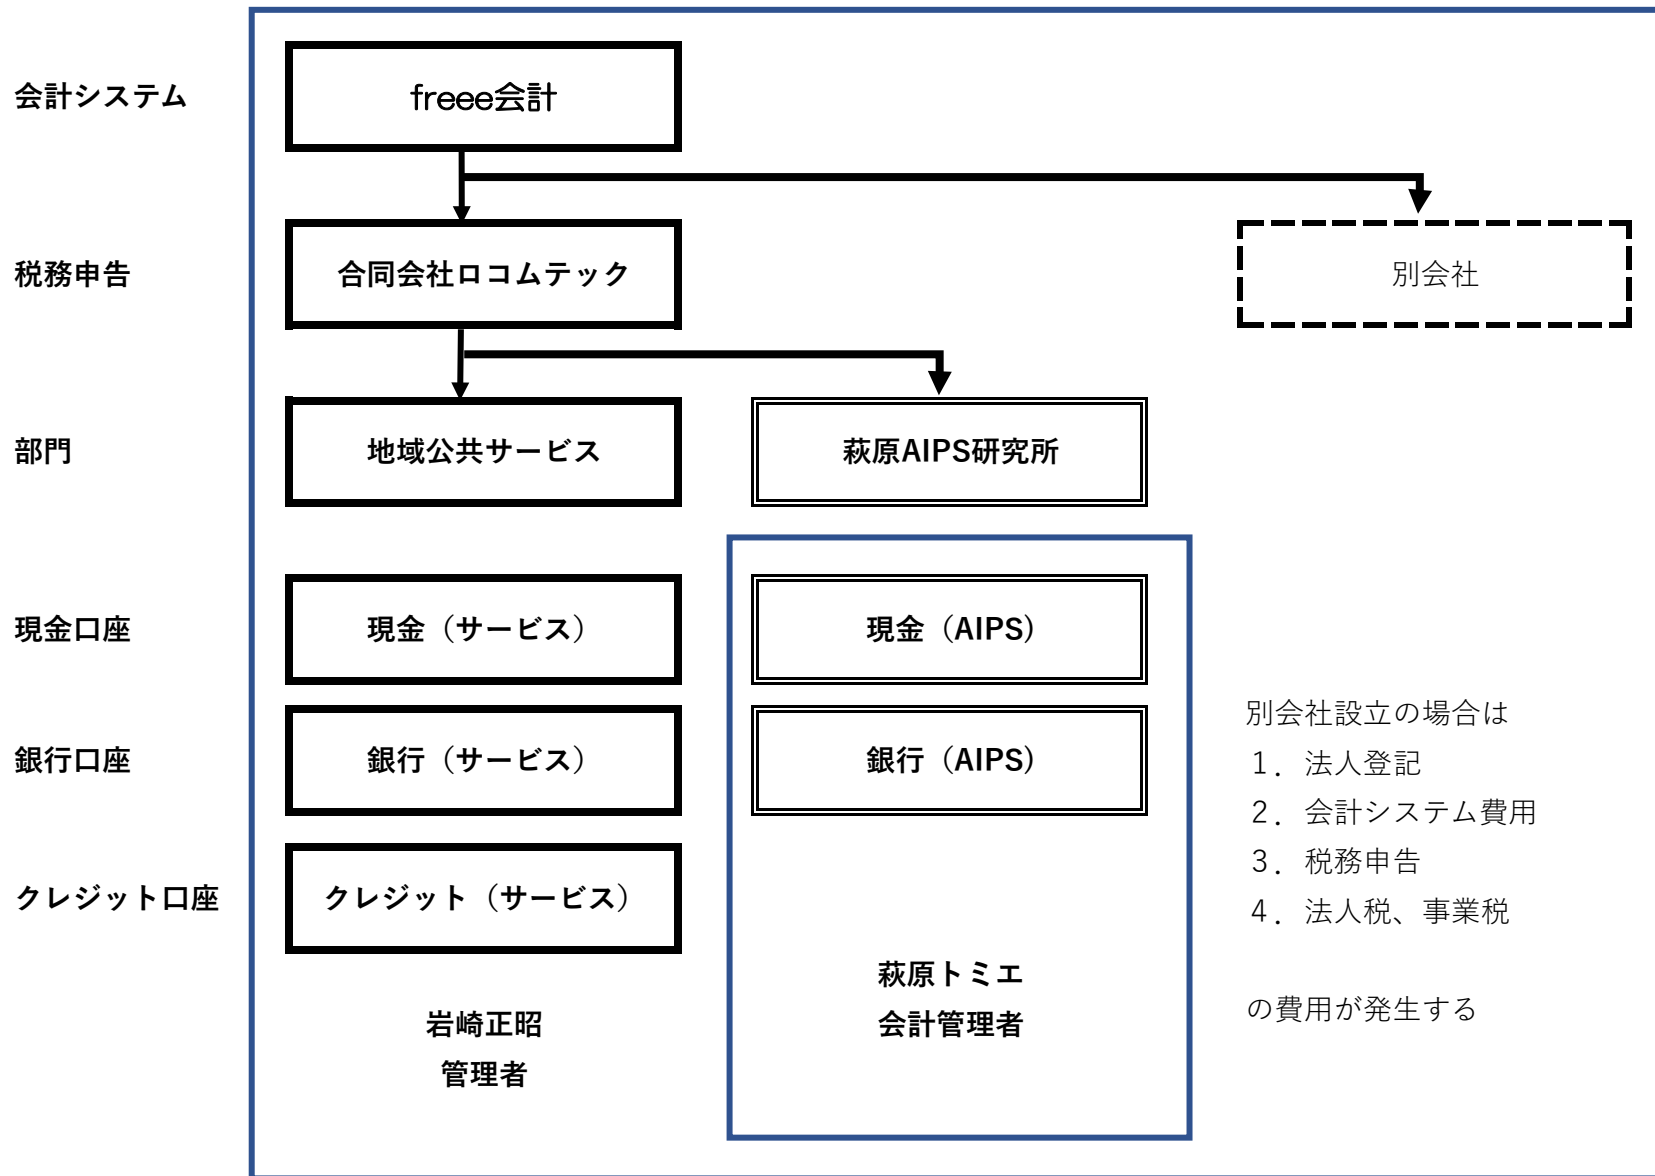 会計システム
freee会計
税務申告
合同会社ロコムテック
別会社
部門
地域公共サービス
萩原AIPS研究所
現金口座
現金（サービス）
現金（AIPS）
銀行口座
銀行（サービス）
銀行（AIPS）
クレジット口座
クレジット（サービス）
岩崎正昭
管理者
萩原トミエ
会計管理者
別会社設立の場合は
１．法人登記
２．会計システム費用
３．税務申告
４．法人税、事業税
の費用が発生する